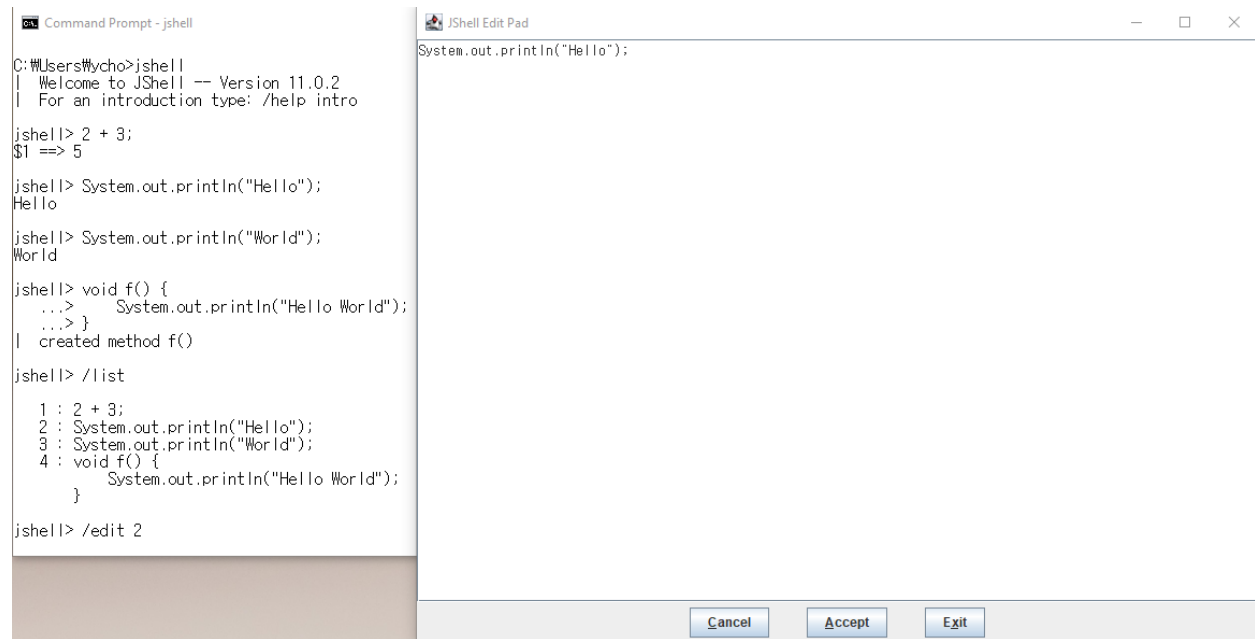 Command Prompt - jshell
C:₩Users₩ycho>jshell
|  Welcome to JShell -- Version 11.0.2
|  For an introduction type: /help intro
jshell> 2 + 3;
$1 ==> 5
jshell> System.out.println("Hello");
Hello
jshell> System.out.println("World");
World
jshell> void f() {
   ...>     System.out.println("Hello World");
   ...> }
|  created method f()
jshell> /list
   1 : 2 + 3;
   2 : System.out.println("Hello");
   3 : System.out.println("World");
   4 : void f() {
           System.out.println("Hello World");
       }
jshell> /edit 2
JShell Edit Pad
System.out.println("Hello");
Cancel Accept Exit